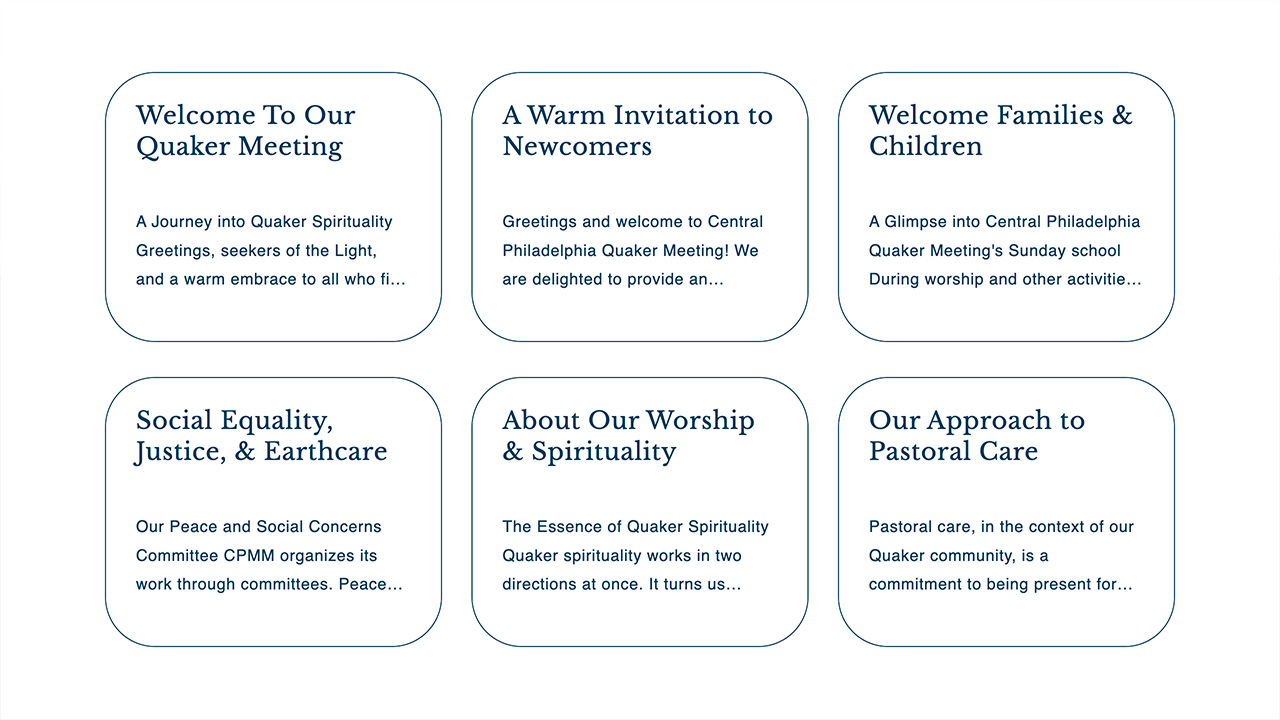 Welcome To Our
Quaker Meeting
A Journey into Quaker Spirituality
Greetings, seekers of the Light,
and a warm embrace to all who fi...
A Warm Invitation to
Newcomers
Greetings and welcome to Central
Philadelphia Quaker Meeting! We
are delighted to provide an...
Welcome Families &
Children
A Glimpse into Central Philadelphia
Quaker Meeting's Sunday school
During worship and other activitie...
Social Equality,
Justice, & Earthcare
Our Peace and Social Concerns
Committee CPMM organizes its
work through committees. Peace...
About Our Worship
& Spirituality
The Essence of Quaker Spirituality
Quaker spirituality works in two
directions at once. It turns us...
Our Approach to
Pastoral Care
Pastoral care, in the context of our
Quaker community, is a
commitment to being present for...